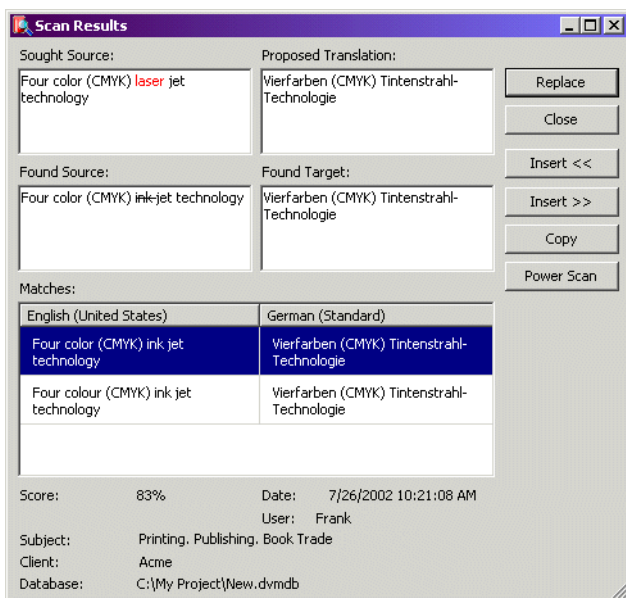 Scan Results
Sought Source:
Proposed Translation:
Four color (CMYK) laser jet
technology
Vierfarben (CMYK) Tintenstrahl-
Technologie
Replace
Close
Found Source:
Found Target:
Insert <<
Four color (CMYK) ink jet technology
Vierfarben (CMYK) Tintenstrahl-
Technologie
Insert >>
Copy
Power Scan
Matches:
English (United States)
German (Standard)
Four color (CMYK) ink jet
technology
Vierfarben (CMYK) Tintenstrahl-
Technologie
Four colour (CMYK) ink jet
technology
Vierfarben (CMYK) Tintenstrahl-
Technologie
Score: 83%
Date: 7/26/2002 10:21:08 AM
User: Frank
Subject: Printing. Publishing. Book Trade
Client: Acme
Database: C:\My Project\New.dvmdb